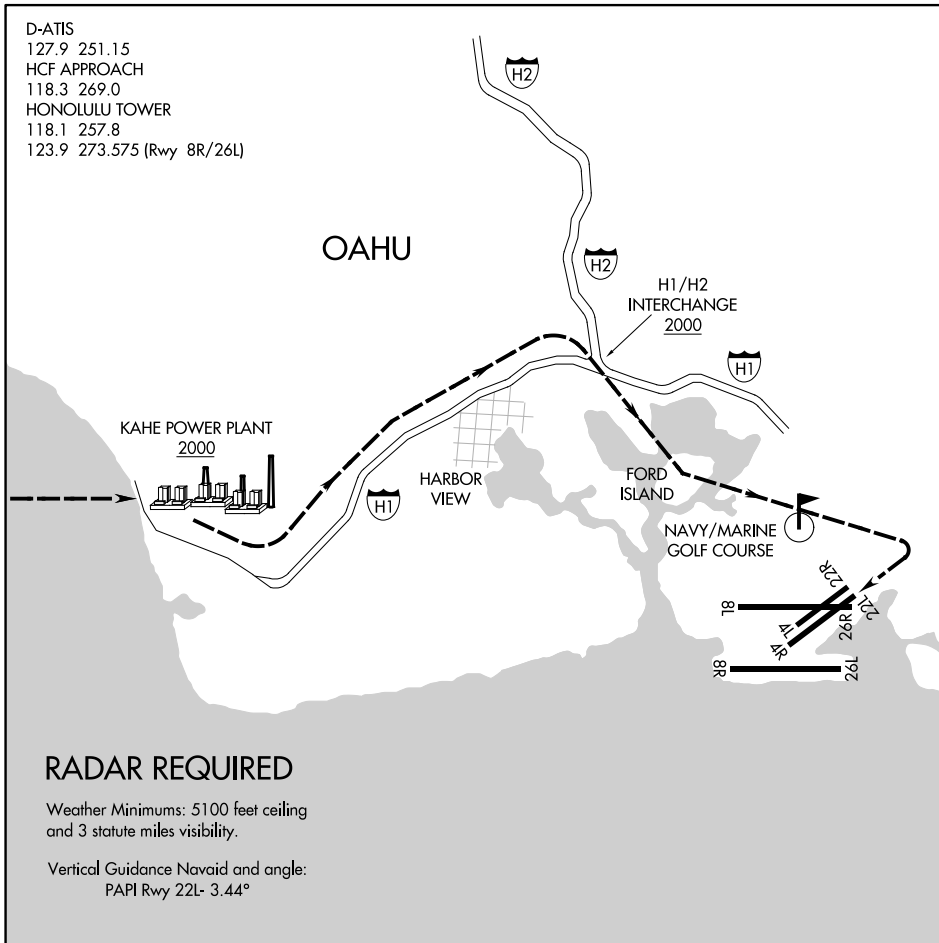 D-ATIS
127.9 251.15
HCF APPROACH
118.3 269.0
HONOLULU TOWER
118.1 257.8
123.9 273.575 (Rwy 8R/26L)
H2
OAHU
H2
H1/H2
INTERCHANGE
2000
H1
KAHE POWER PLANT
2000
H1
HARBOR
VIEW
FORD
ISLAND
NAVY/MARINE
GOLF COURSE
22R
22L
8L
4L
26R
4R
8R
26L
RADAR REQUIRED
Weather Minimums: 5100 feet ceiling
and 3 statute miles visibility.
Vertical Guidance Navaid and angle:
PAPI Rwy 22L- 3.44°